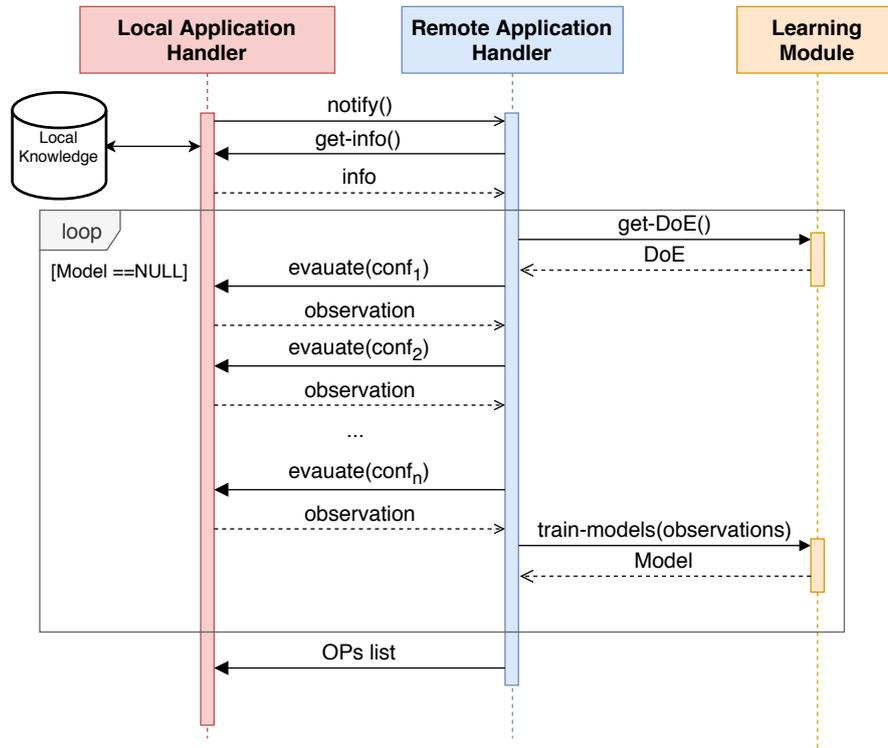 Local Application
Handler
Remote Application
Handler
Learning
Module
notify()
Local
Knowledge
get-info()
info
loop
get-DoE()
DoE
[Model ==NULL]
evauate(conf1)
observation
evauate(conf2)
observation
...
evauate(confn)
observation
train-models(observations)
Model
OPs list